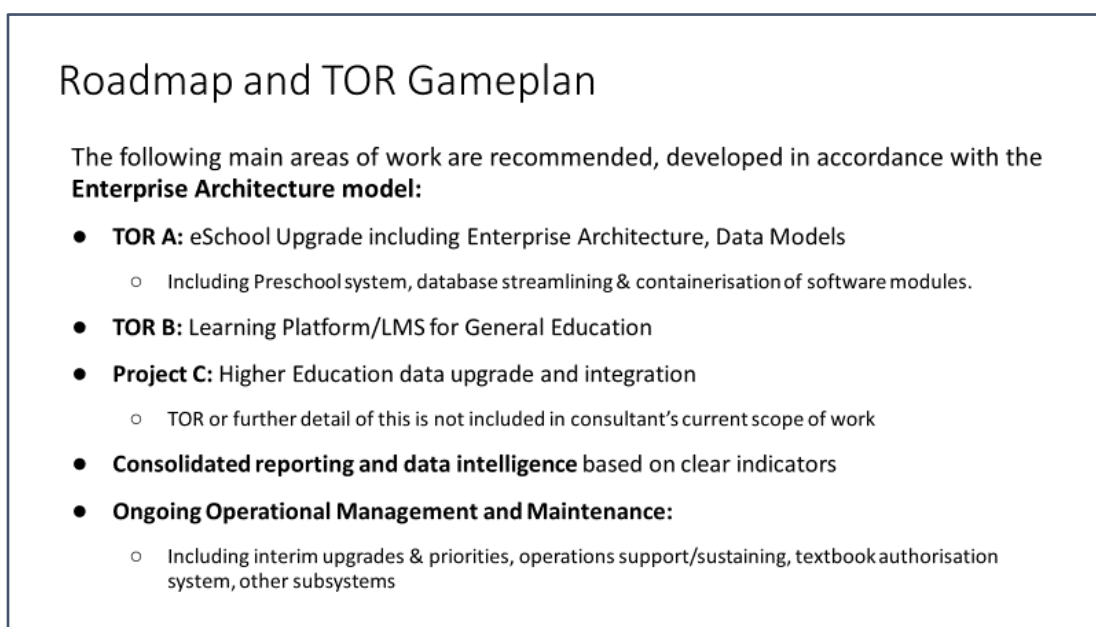 Roadmap and TOR Gameplan
The following main areas of work are recommended, developed in accordance with the
Enterprise Architecture model:
● TOR A: eSchool Upgrade including Enterprise Architecture, Data Models
○ Including Preschool system, database streamlining & containerisation of software modules.
● TOR B: Learning Platform/LMS for General Education
● Project C: Higher Education data upgrade and integration
○ TOR or further detail of this is not included in consultant's current scope of work
● Consolidated reporting and data intelligence based on clear indicators
● Ongoing Operational Management and Maintenance:
○ Including interim upgrades & priorities, operations support/sustaining, textbook authorisation
system, other subsystems